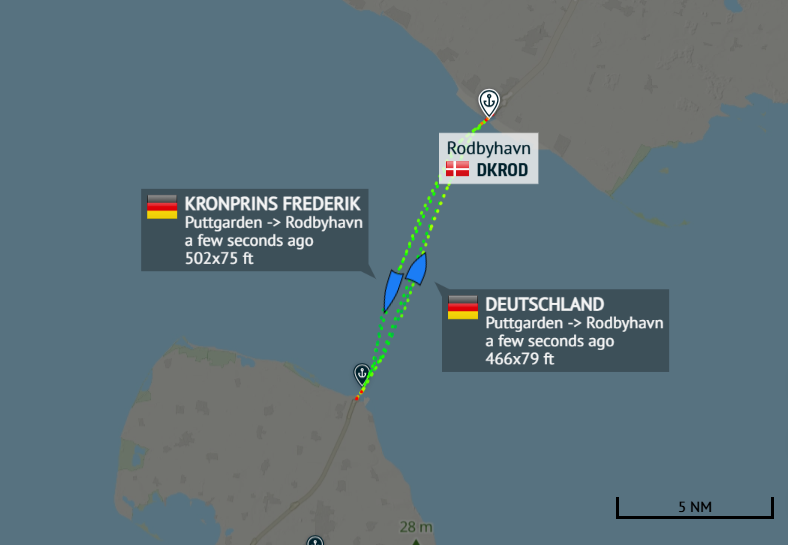 Rodbyhavn
DKROD
KRONPRINS FREDERIK
Puttgarden -> Rodbyhavn
a few seconds ago
502x75 ft
DEUTSCHLAND
Puttgarden -> Rodbyhavn
a few seconds ago
466x79 ft
5 NM
28 m